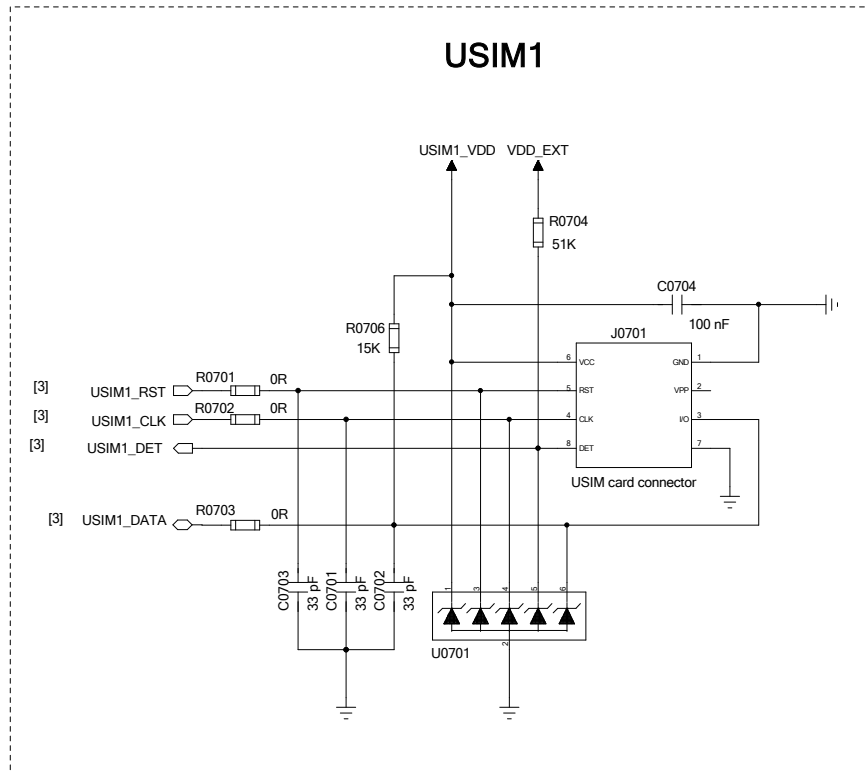 USIM1
USIM1_VDD VDD_EXT
R0704
51K
C0704
100 nF
R0706
15K
J0701
6 VCC GND 1
5 RST VPP 2
4 CLK I/O 3
8 DET 7
USIM card connector
[3] USIM1_RST R0701 0R
[3] USIM1_CLK R0702 0R
[3] USIM1_DET
[3] USIM1_DATA R0703 0R
C0703
33 pF
C0701
33 pF
C0702
33 pF
1 3 4 5 6
2
U0701